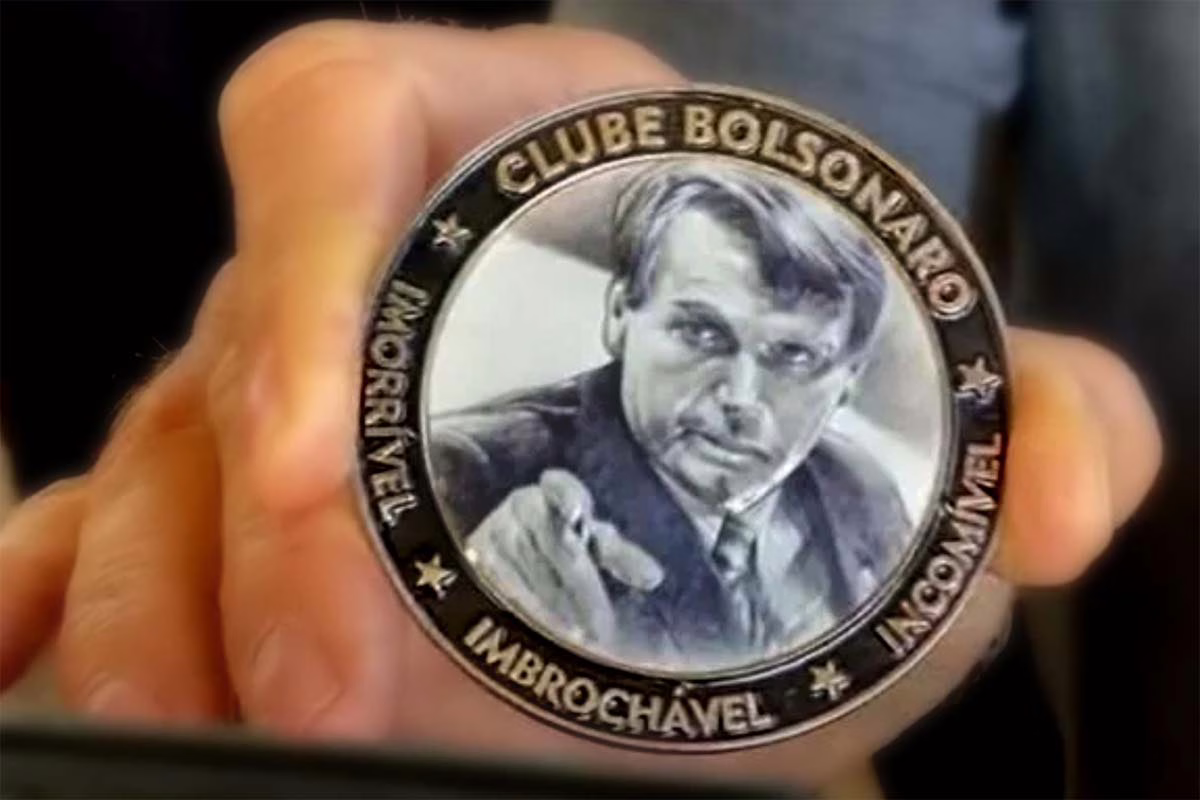 CLUBE BOLSONARO
INCOMÍVEL
IMBROCHÁVEL
IMORRÍVEL